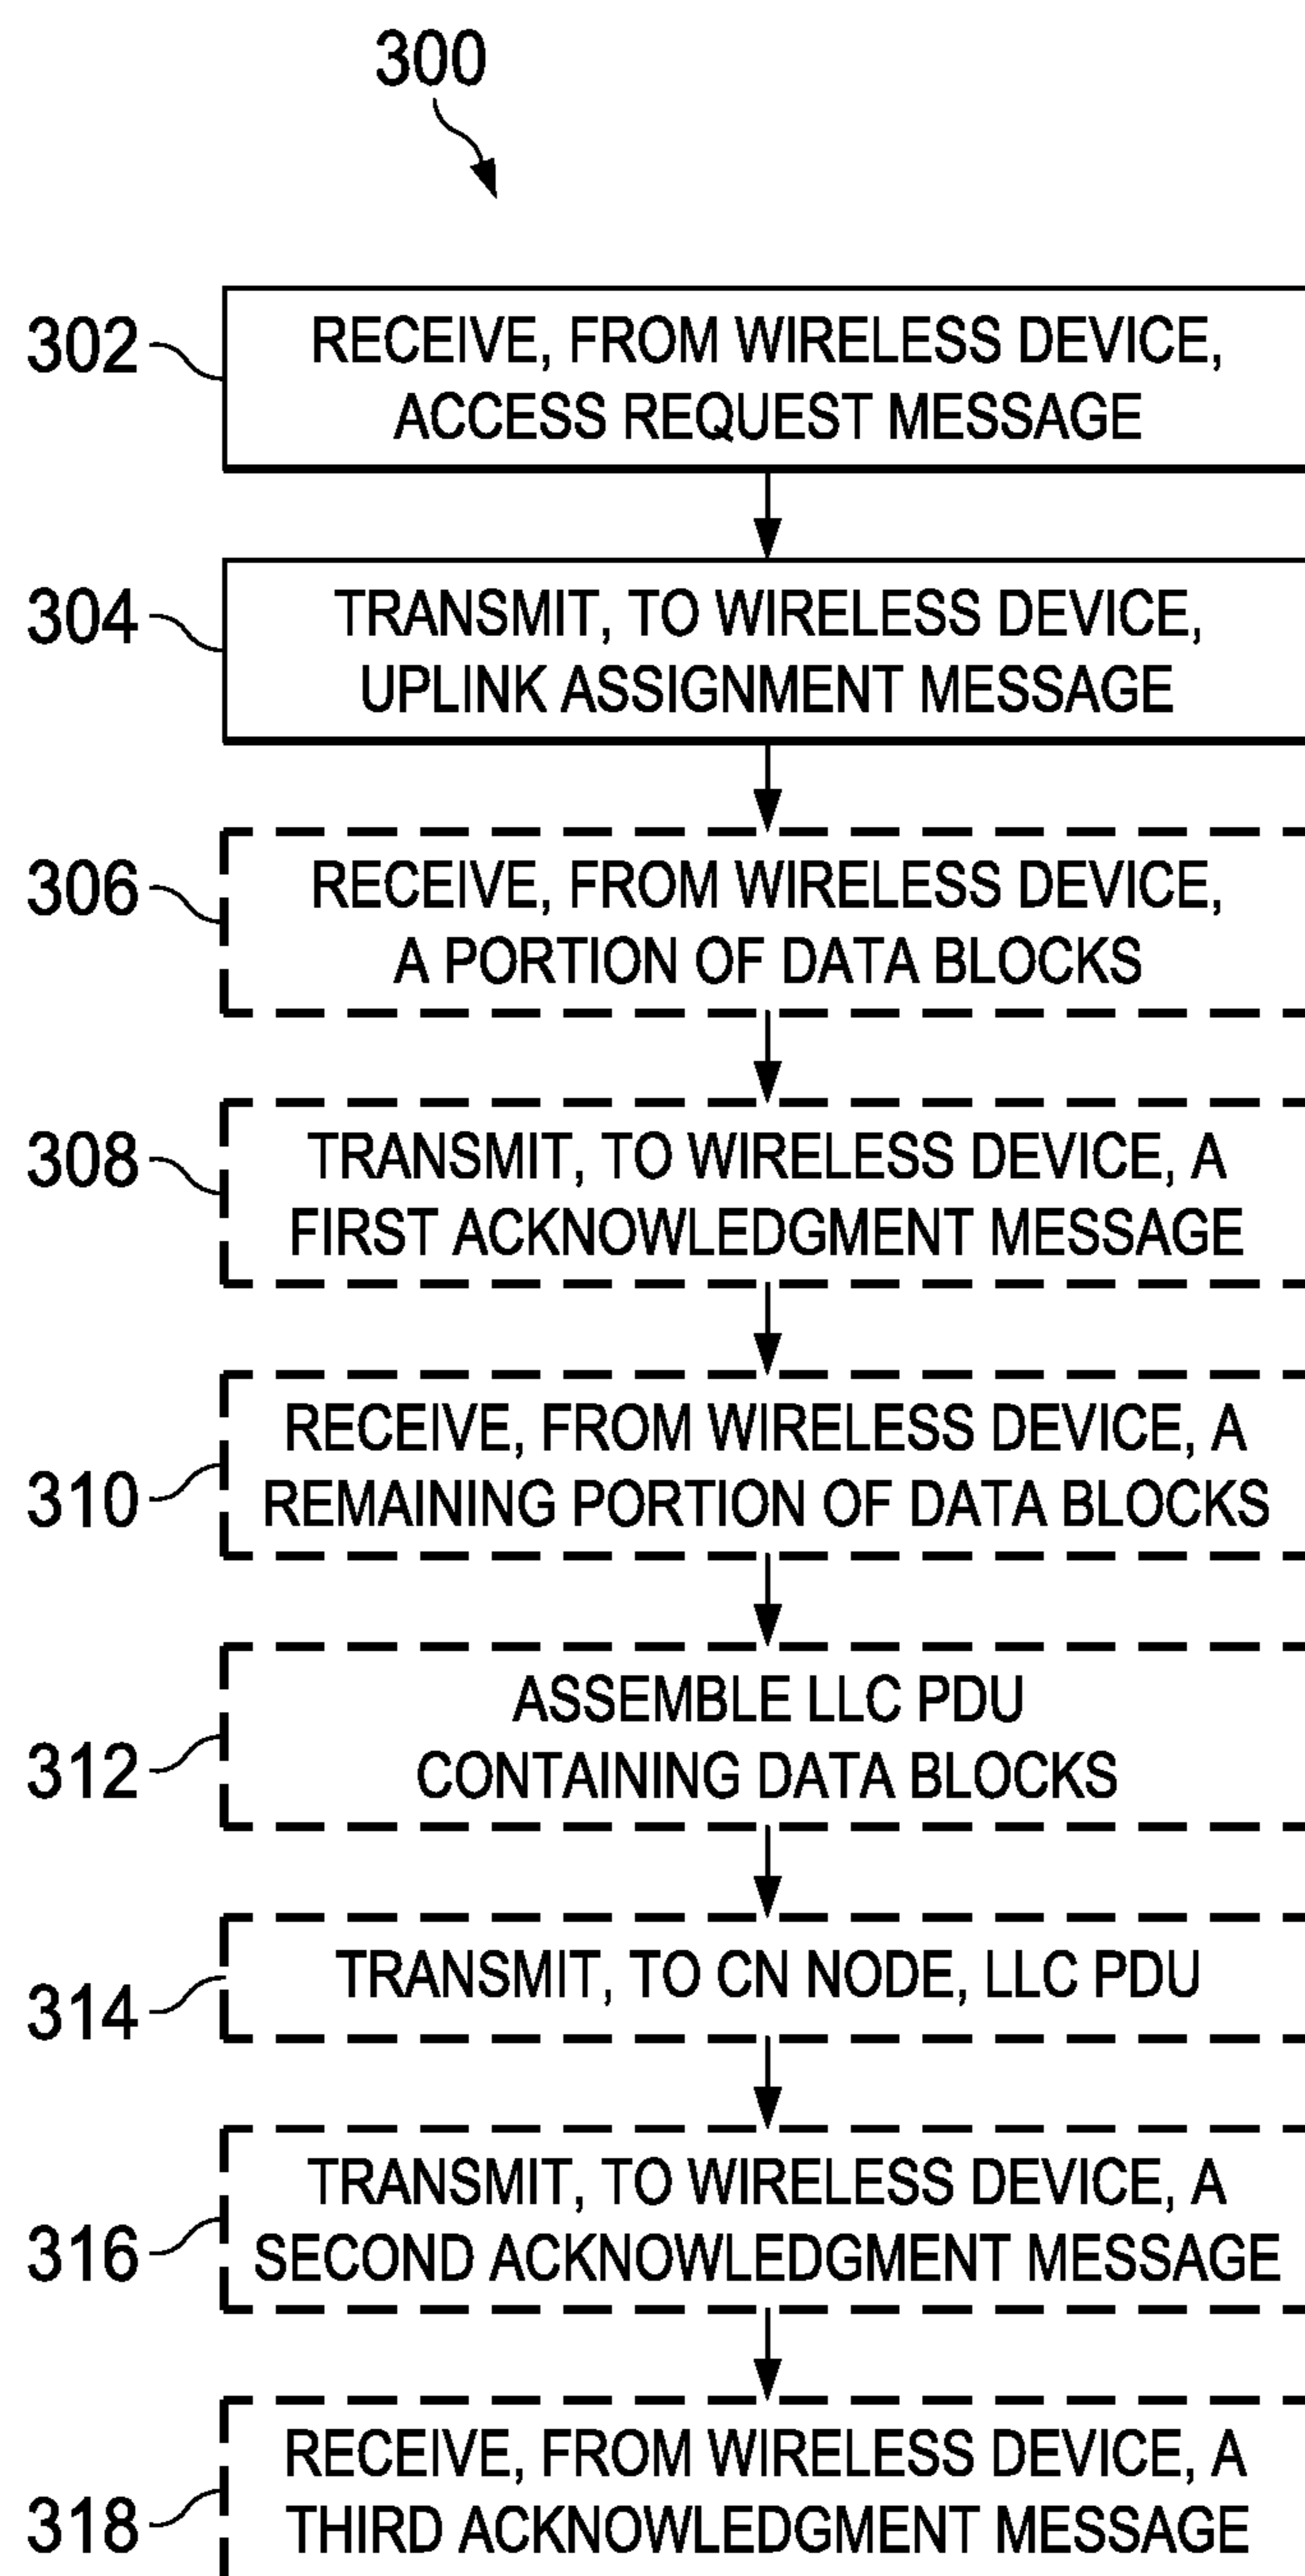 300
302
RECEIVE, FROM WIRELESS DEVICE,
ACCESS REQUEST MESSAGE
304
TRANSMIT, TO WIRELESS DEVICE,
UPLINK ASSIGNMENT MESSAGE
306
RECEIVE, FROM WIRELESS DEVICE,
A PORTION OF DATA BLOCKS
308
TRANSMIT, TO WIRELESS DEVICE, A
FIRST ACKNOWLEDGMENT MESSAGE
310
RECEIVE, FROM WIRELESS DEVICE, A
REMAINING PORTION OF DATA BLOCKS
312
ASSEMBLE LLC PDU
CONTAINING DATA BLOCKS
314
TRANSMIT, TO CN NODE, LLC PDU
316
TRANSMIT, TO WIRELESS DEVICE, A
SECOND ACKNOWLEDGMENT MESSAGE
318
RECEIVE, FROM WIRELESS DEVICE, A
THIRD ACKNOWLEDGMENT MESSAGE